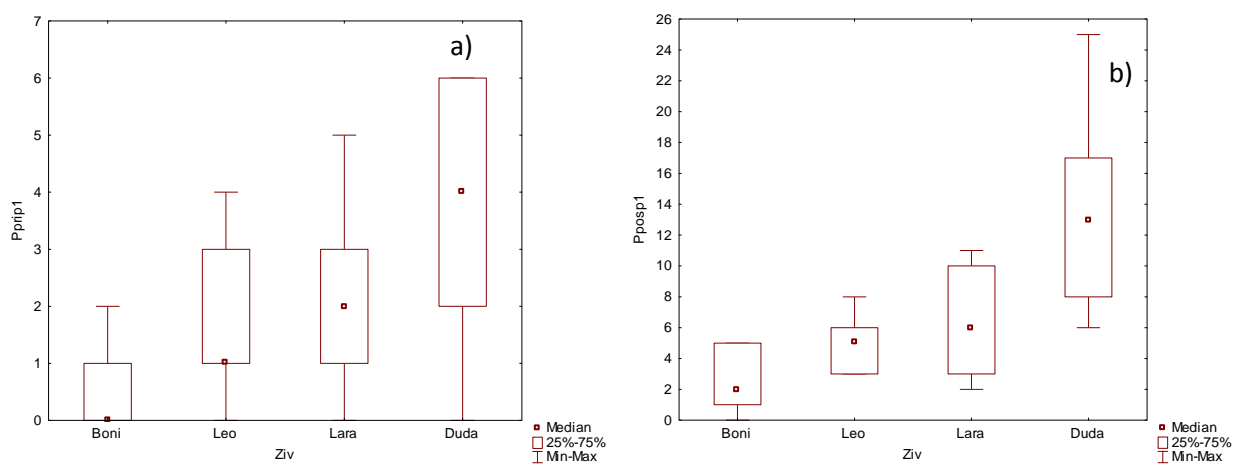 a)
Pprip1
7
6
5
4
3
2
1
0
Boni Leo Lara Duda
Ziv
Median
25%-75%
Min-Max
b)
Pposp1
26
24
22
20
18
16
14
12
10
8
6
4
2
0
Boni Leo Lara Duda
Ziv
Median
25%-75%
Min-Max